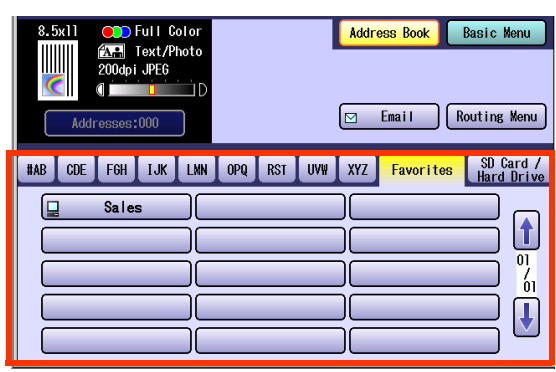 8.5x11 Full Color
Text/Photo
200dpi JPEG
D
Addresses:000
Address Book Basic Menu
Email Routing Menu
#AB CDE FGH IJK LMN OPQ RST UVW XYZ Favorites SD Card / Hard Drive
Sales
01
/
01